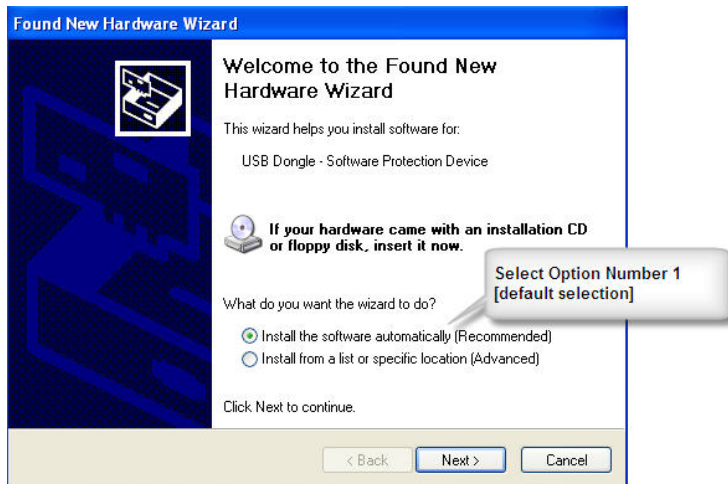 Found New Hardware Wizard
Welcome to the Found New
Hardware Wizard
This wizard helps you install software for:
USB Dongle - Software Protection Device
If your hardware came with an installation CD
or floppy disk, insert it now.
Select Option Number 1
[default selection]
What do you want the wizard to do?
Install the software automatically (Recommended)
Install from a list or specific location (Advanced)
Click Next to continue.
< Back Next > Cancel